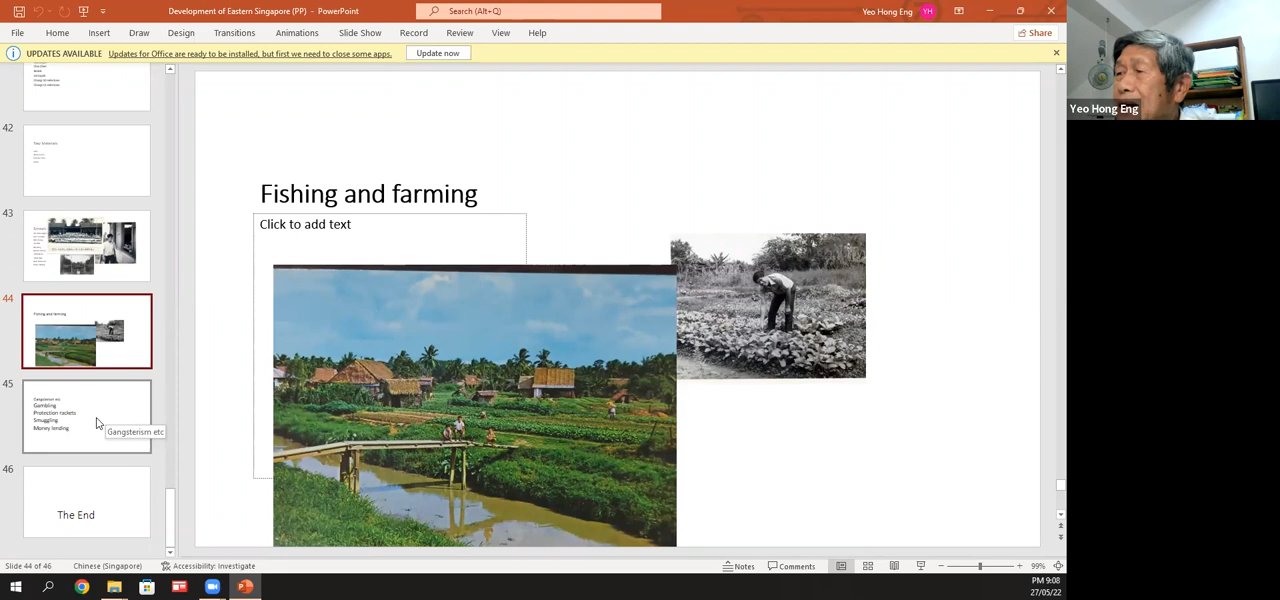 Development of Eastern Singapore (PP) - PowerPoint
Search (Alt+Q)
Yeo Hong Eng
YH
File Home Insert Draw Design Transitions Animations Slide Show Record Review View Help
Share
UPDATES AVAILABLE Updates for Office are ready to be installed, but first we need to close some apps. Update now
Yeo Hong Eng
42
43
44
Fishing and farming
45
Gangsterism etc
Gambling
Protection rackets
Smuggling
Money lending
Gangsterism etc
46
The End
Fishing and farming
Click to add text
Slide 44 of 46
Chinese (Singapore)
Accessibility: Investigate
Notes
Comments
99%
PM 9:08
27/05/22